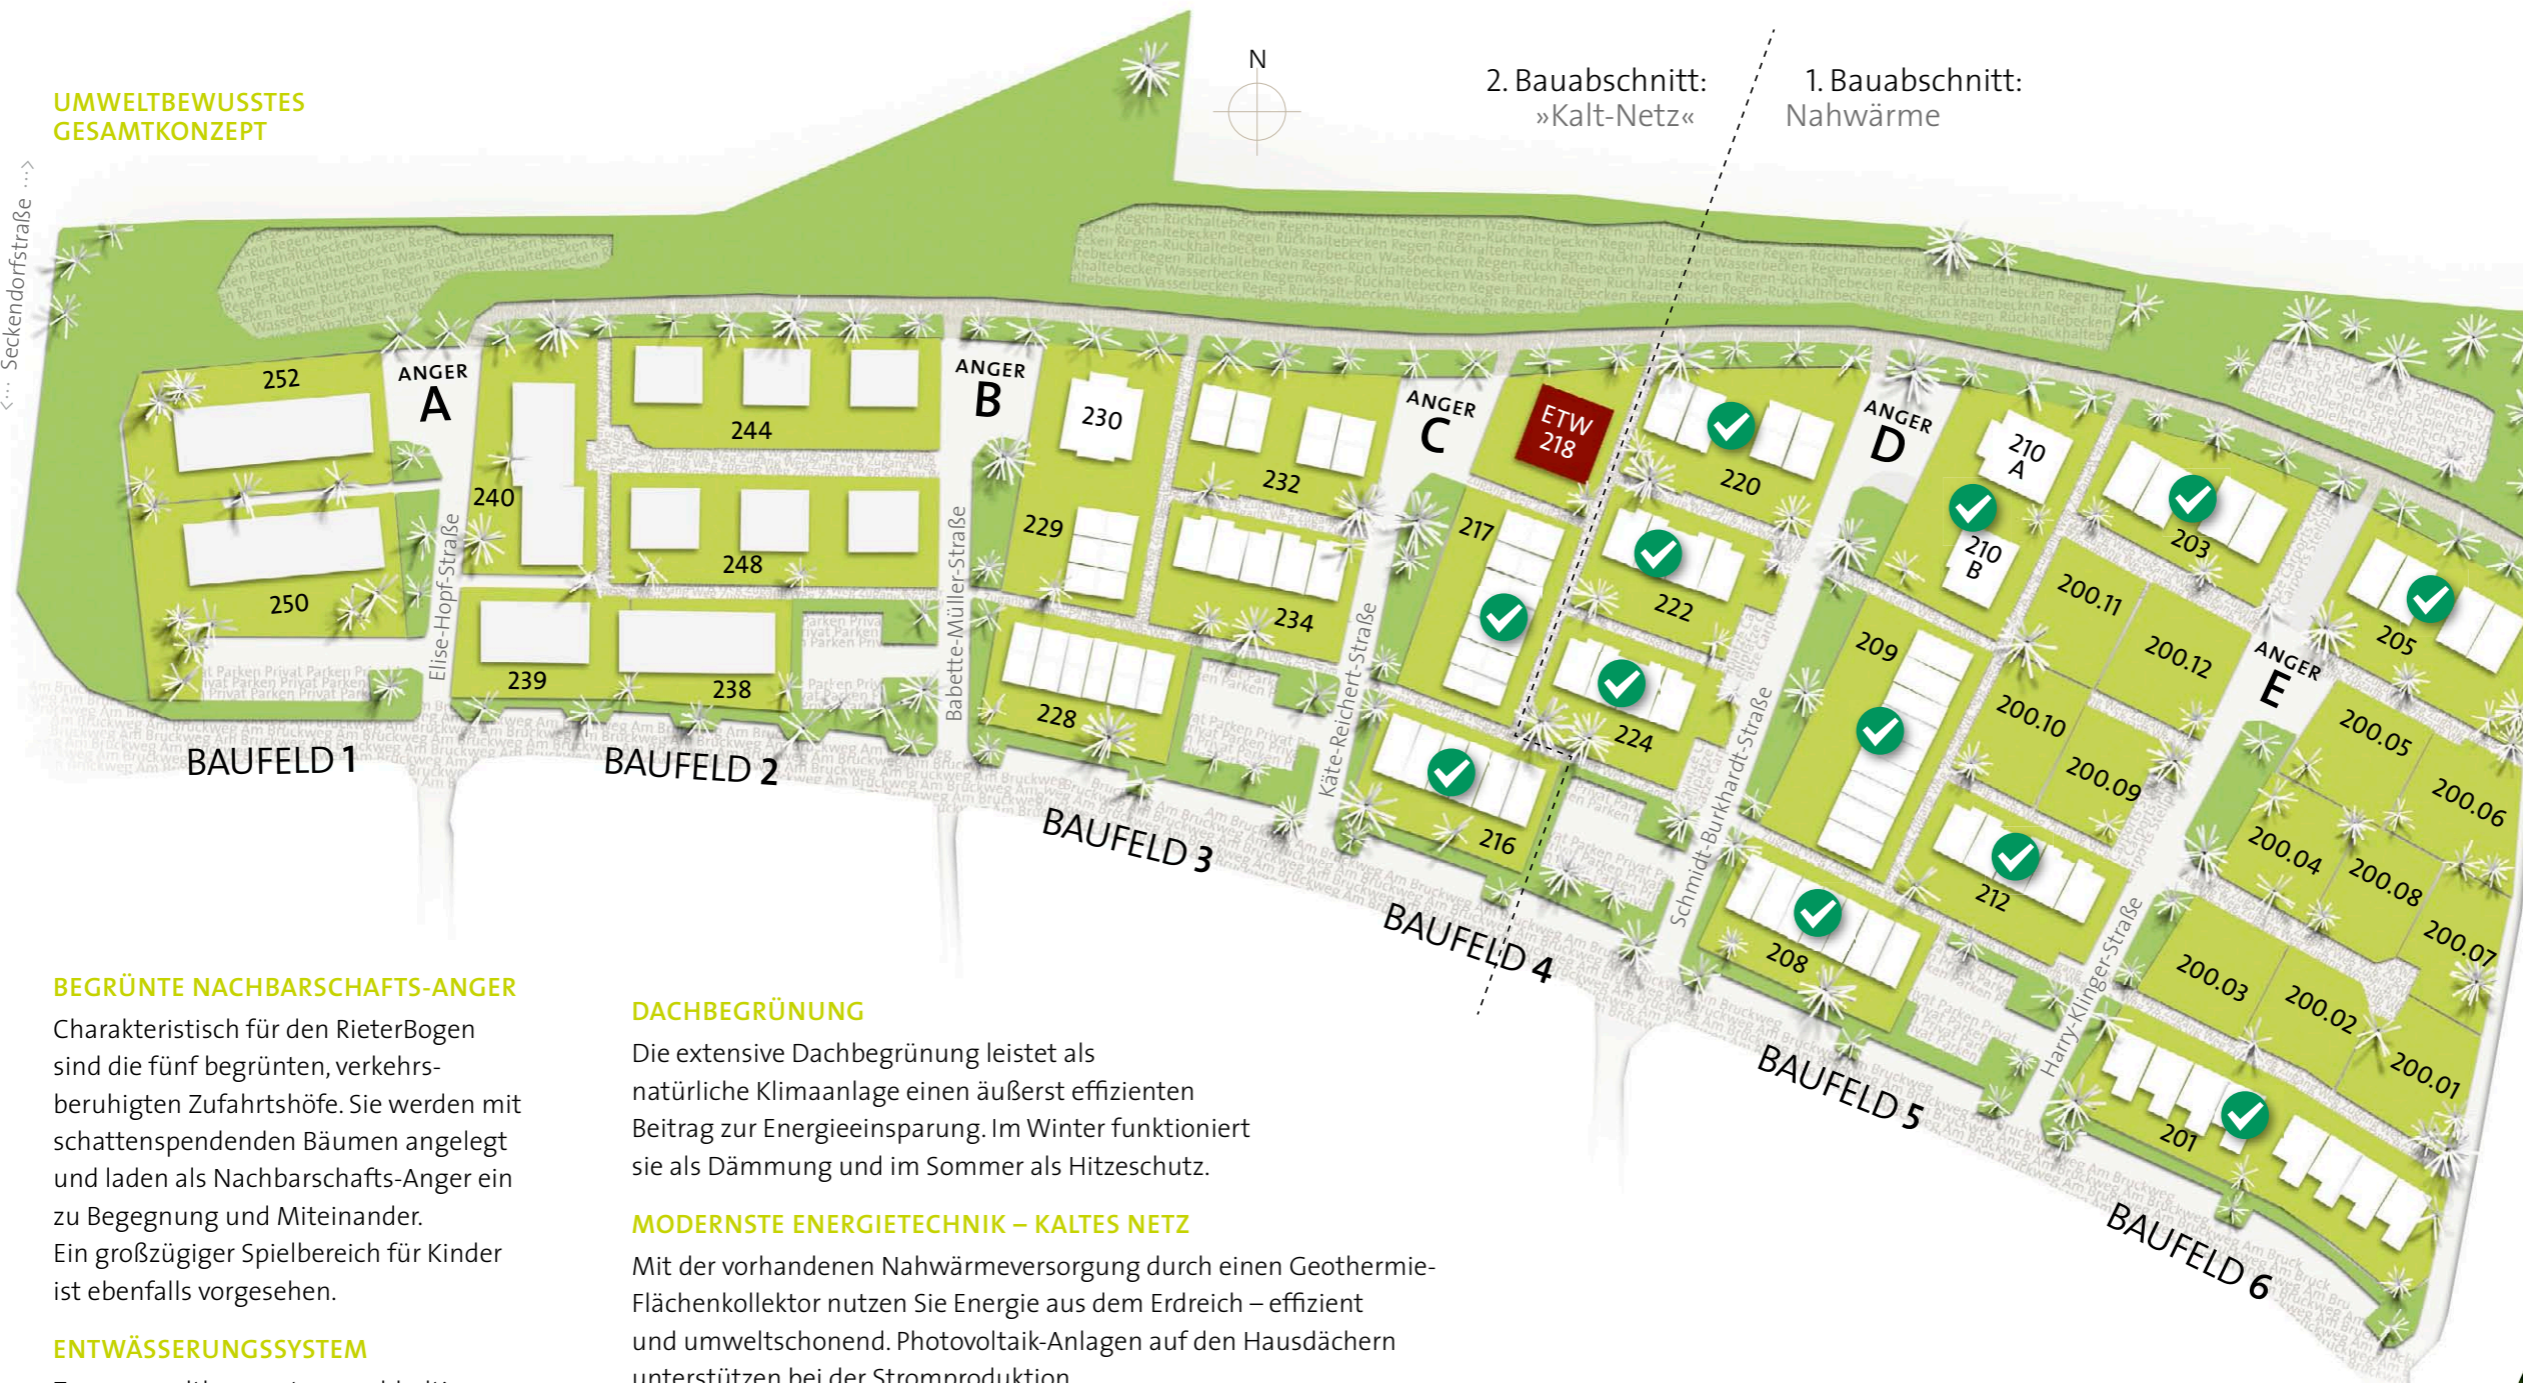 UMWELTBEWUSSTES
GESAMTKONZEPT
N
2. Bauabschnitt:
»Kalt-Netz«
1. Bauabschnitt:
Nahwärme
<··· Seckendorfstraße ···>
252
ANGER
A
240
250
Elise-Hopf-Straße
244
248
239
238
ANGER
B
Babette-Müller-Straße
230
229
228
232
234
ANGER
C
Käte-Reichert-Straße
ETW
218
217
216
220
222
224
ANGER
D
Schmidt-Burkhardt-Straße
210
A
210
B
209
208
212
203
200.11
200.12
200.10
200.09
ANGER
E
Harry-Klinger-Straße
205
200.05
200.06
200.04
200.08
200.07
200.03
200.02
200.01
201
BAUFELD 1
BAUFELD 2
BAUFELD 3
BAUFELD 4
BAUFELD 5
BAUFELD 6
BEGRÜNTE NACHBARSCHAFTS-ANGER
Charakteristisch für den RieterBogen
sind die fünf begrünten, verkehrs-
beruhigten Zufahrtshöfe. Sie werden mit
schattenspendenden Bäumen angelegt
und laden als Nachbarschafts-Anger ein
zu Begegnung und Miteinander.
Ein großzügiger Spielbereich für Kinder
ist ebenfalls vorgesehen.
ENTWÄSSERUNGSSYSTEM
DACHBEGRÜNUNG
Die extensive Dachbegrünung leistet als
natürliche Klimaanlage einen äußerst effizienten
Beitrag zur Energieeinsparung. Im Winter funktioniert
sie als Dämmung und im Sommer als Hitzeschutz.
MODERNSTE ENERGIETECHNIK – KALTES NETZ
Mit der vorhandenen Nahwärmeversorgung durch einen Geothermie-
Flächenkollektor nutzen Sie Energie aus dem Erdreich – effizient
und umweltschonend. Photovoltaik-Anlagen auf den Hausdächern
unterstützen bei der Stromproduktion.